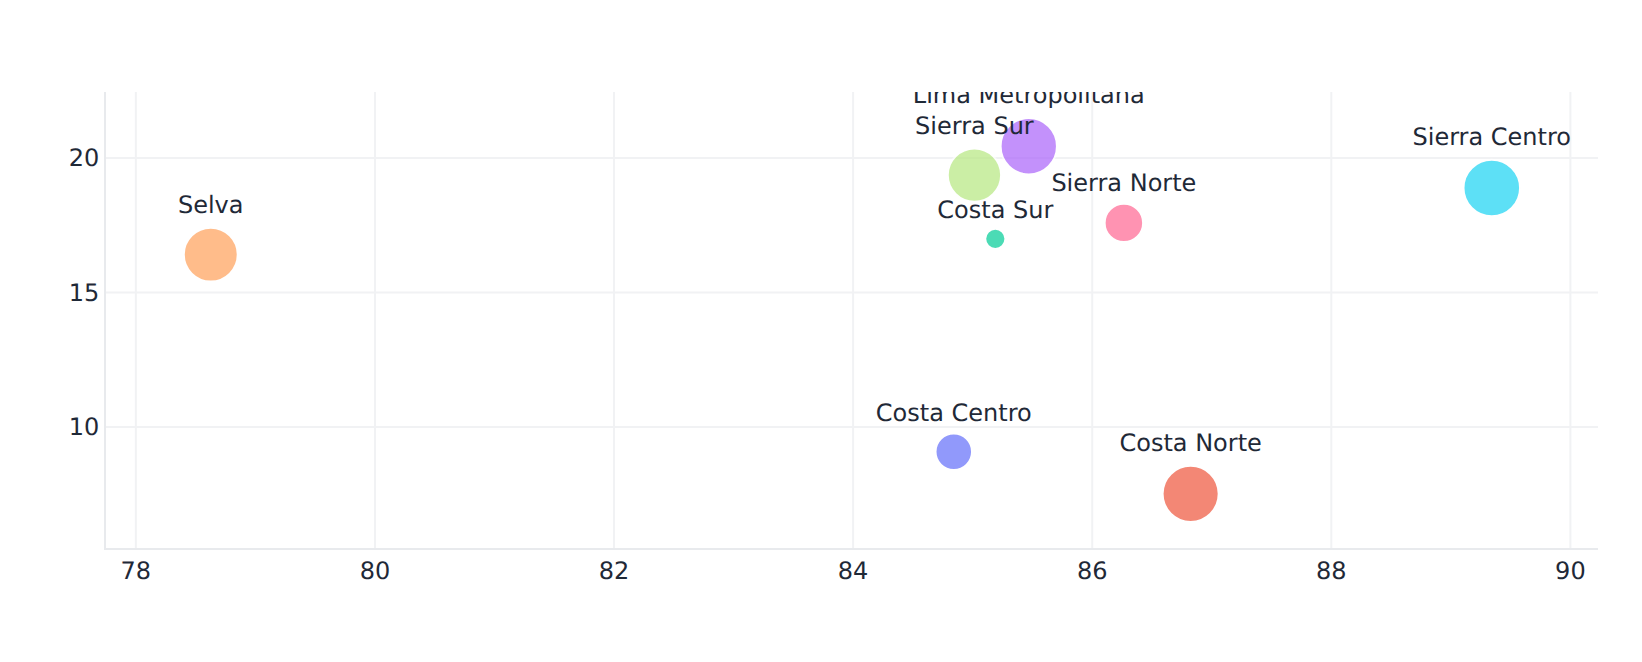 Lima Metropolitana
Sierra Sur
Sierra Centro
20
Sierra Norte
Selva
Costa Sur
15
Costa Centro
10
Costa Norte
78
80
82
84
86
88
90